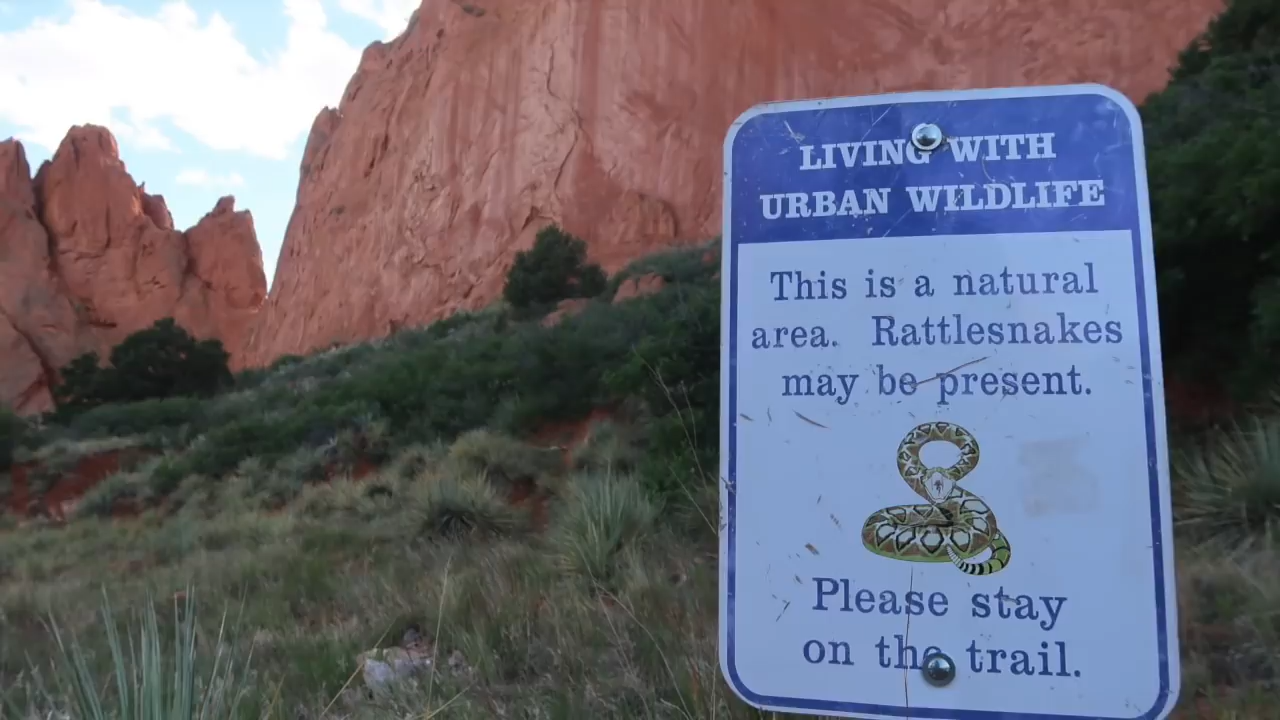 LIVING WITH
URBAN WILDLIFE
This is a natural
area. Rattlesnakes
may be present.
Please stay
on the trail.